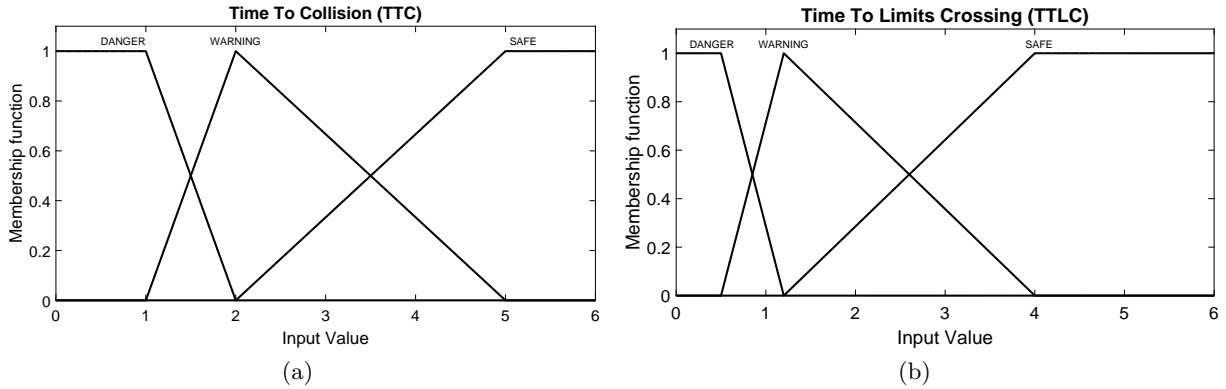 Time To Collision (TTC)
DANGER WARNING SAFE
1
0.8
0.6
0.4
0.2
0
Membership function
0 1 2 3 4 5 6
Input Value
(a)
Time To Limits Crossing (TTLC)
DANGER WARNING SAFE
1
0.8
0.6
0.4
0.2
0
Membership function
0 1 2 3 4 5 6
Input Value
(b)